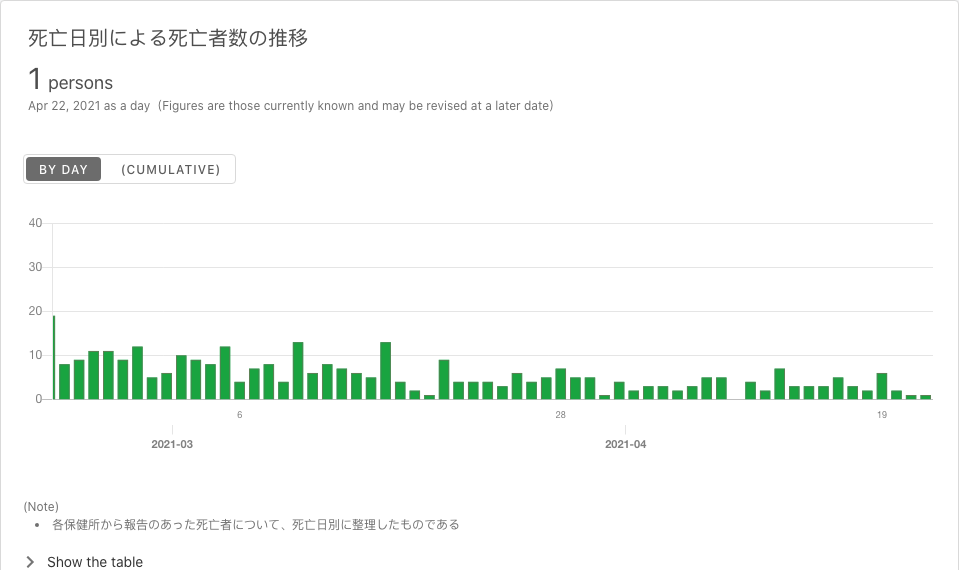 死亡日別による死亡者数の推移
1 persons
Apr 22, 2021 as a day（Figures are those currently known and may be revised at a later date）
BY DAY (CUMULATIVE)
40
30
20
10
0
6 28 19
2021-03 2021-04
(Note)
• 各保健所から報告のあった死亡者について、死亡日別に整理したものである
Show the table